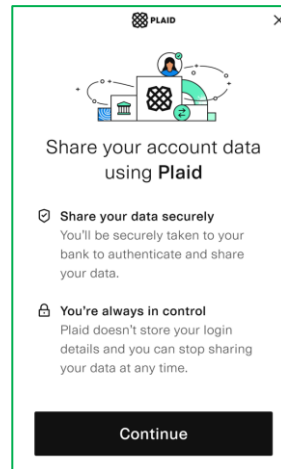 PLAID
Share your account data
using Plaid
Share your data securely
You'll be securely taken to your
bank to authenticate and share
your data.
You're always in control
Plaid doesn't store your login
details and you can stop sharing
your data at any time.
Continue